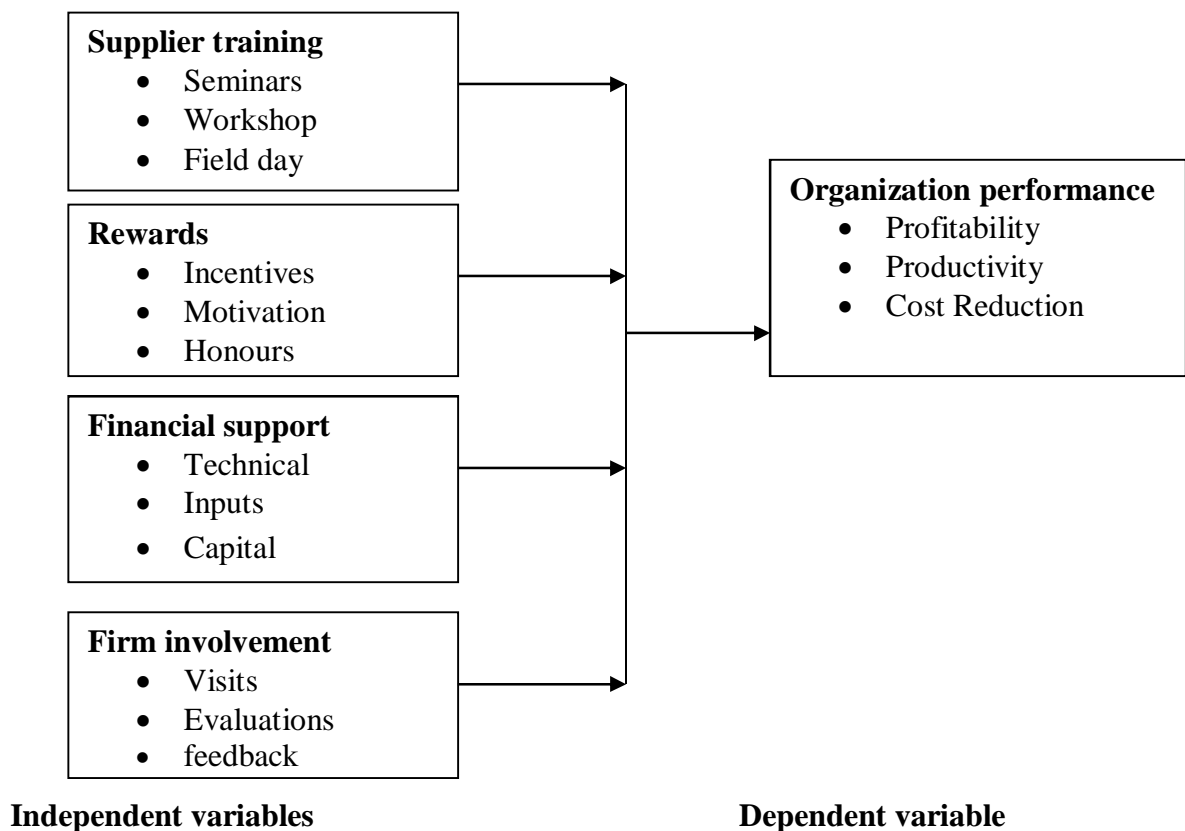 Supplier training
• Seminars
• Workshop
• Field day
Rewards
• Incentives
• Motivation
• Honours
Financial support
• Technical
• Inputs
• Capital
Firm involvement
• Visits
• Evaluations
• feedback
Organization performance
• Profitability
• Productivity
• Cost Reduction
Independent variables
Dependent variable